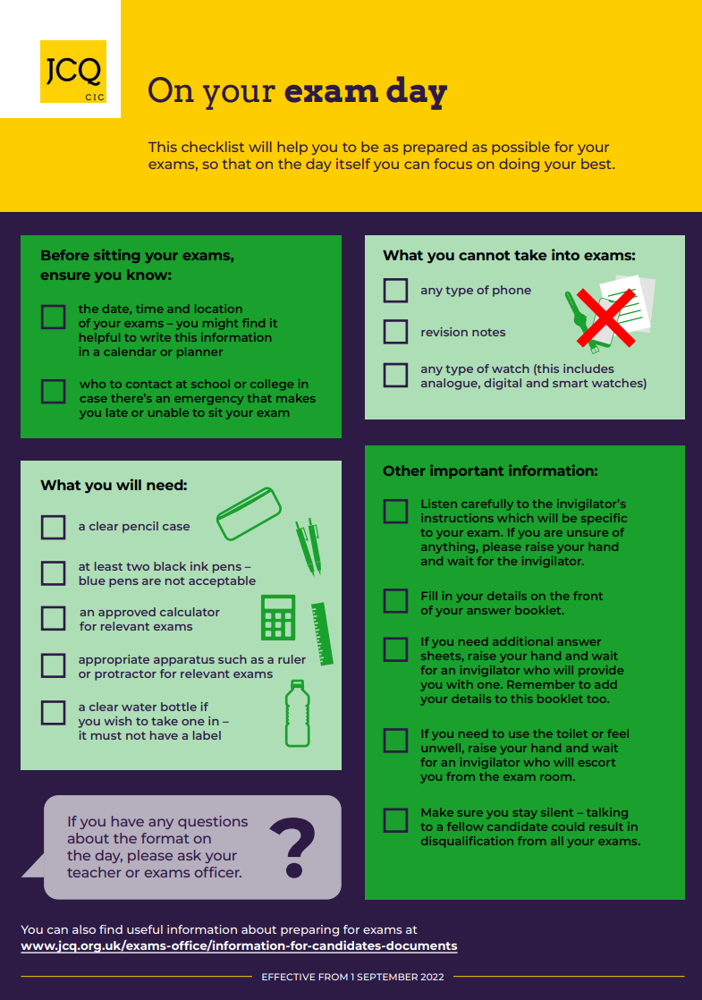 JCQ
CIC
On your exam day
This checklist will help you to be as prepared as possible for your
exams, so that on the day itself you can focus on doing your best.
Before sitting your exams,
ensure you know:
the date, time and location
of your exams – you might find it
helpful to write this information
in a calendar or planner
who to contact at school or college in
case there's an emergency that makes
you late or unable to sit your exam
What you will need:
a clear pencil case
at least two black ink pens –
blue pens are not acceptable
an approved calculator
for relevant exams
appropriate apparatus such as a ruler
or protractor for relevant exams
a clear water bottle if
you wish to take one in –
it must not have a label
If you have any questions
about the format on
the day, please ask your
teacher or exams officer.
?
What you cannot take into exams:
any type of phone
revision notes
any type of watch (this includes
analogue, digital and smart watches)
Other important information:
Listen carefully to the invigilator's
instructions which will be specific
to your exam. If you are unsure of
anything, please raise your hand
and wait for the invigilator.
Fill in your details on the front
of your answer booklet.
If you need additional answer
sheets, raise your hand and wait
for an invigilator who will provide
you with one. Remember to add
your details to this booklet too.
If you need to use the toilet or feel
unwell, raise your hand and wait
for an invigilator who will escort
you from the exam room.
Make sure you stay silent – talking
to a fellow candidate could result in
disqualification from all your exams.
You can also find useful information about preparing for exams at
www.jcq.org.uk/exams-office/information-for-candidates-documents
EFFECTIVE FROM 1 SEPTEMBER 2022